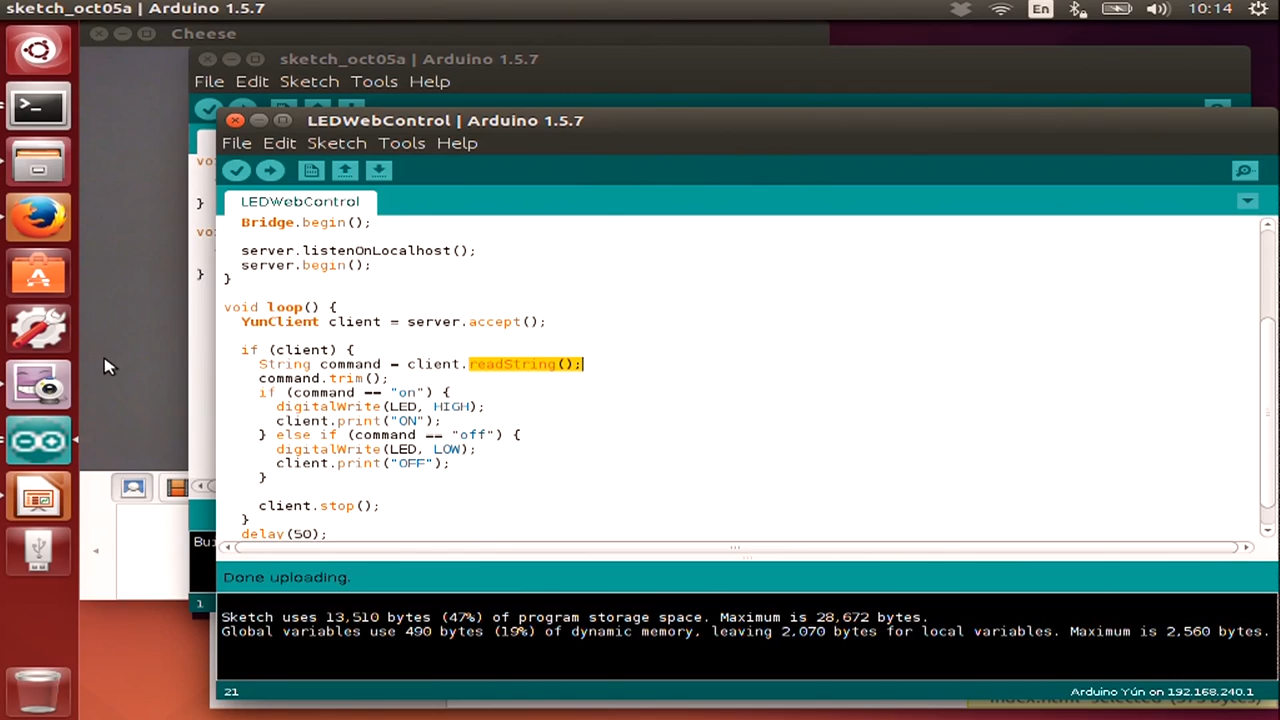 sketch_oct05a | Arduino 1.5.7
En
10:14
Cheese
sketch_oct05a | Arduino 1.5.7
File Edit Sketch Tools Help
LEDWebControl | Arduino 1.5.7
File Edit Sketch Tools Help
LEDWebControl
Bridge.begin();
server.listenOnLocalhost();
server.begin();
}
void loop() {
YunClient client = server.accept();
if (client) {
String command = client.readString();
command.trim();
if (command == "on") {
digitalWrite(LED, HIGH);
client.print("ON");
} else if (command == "off") {
digitalWrite(LED, LOW);
client.print("OFF");
}
client.stop();
}
delay(50);
Done uploading.
Sketch uses 13,510 bytes (47%) of program storage space. Maximum is 28,672 bytes.
Global variables use 490 bytes (19%) of dynamic memory, leaving 2,070 bytes for local variables. Maximum is 2,560 bytes.
21
Arduino Yún on 192.168.240.1
voi
}
voi
}
Bui
1